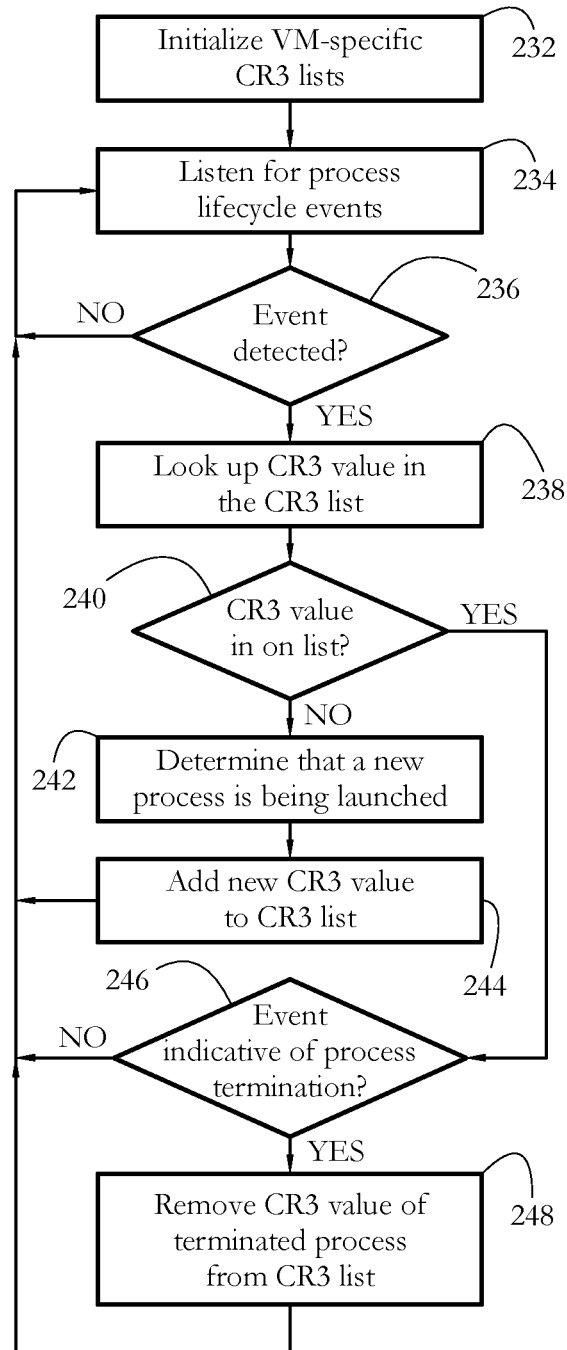 Initialize VM-specific
CR3 lists
232
Listen for process
lifecycle events
234
236
NO
Event
detected?
YES
Look up CR3 value in
the CR3 list
238
240
CR3 value
in on list?
YES
NO
242
Determine that a new
process is being launched
Add new CR3 value
to CR3 list
244
246
NO
Event
indicative of process
termination?
YES
Remove CR3 value of
terminated process
from CR3 list
248